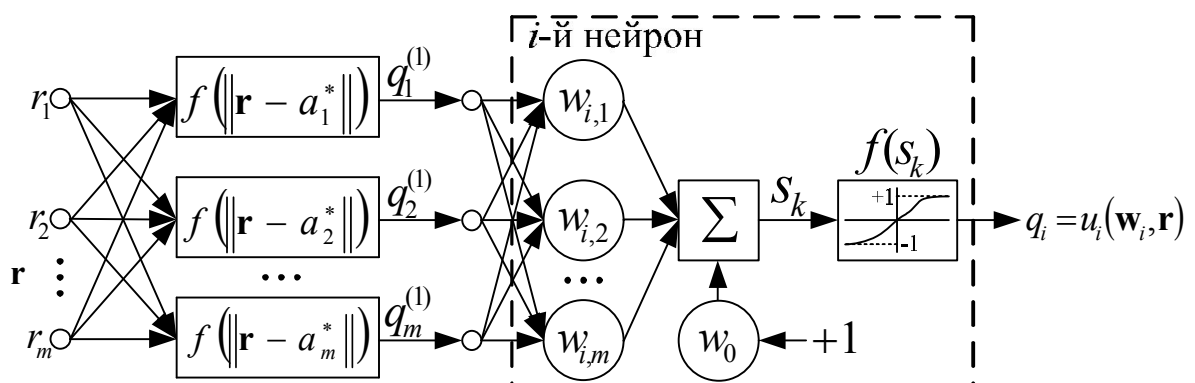 i-й нейрон
r₁ f(‖r − a₁*‖) q₁⁽¹⁾ wᵢ,₁
f(sₖ)
+1
-1
r₂ f(‖r − a₂*‖) q₂⁽¹⁾ wᵢ,₂ Σ sₖ qᵢ = uᵢ(wᵢ,r)
r ⋮ ⋮ ... ...
rₘ f(‖r − aₘ*‖) qₘ⁽¹⁾ wᵢ,ₘ w₀ +1